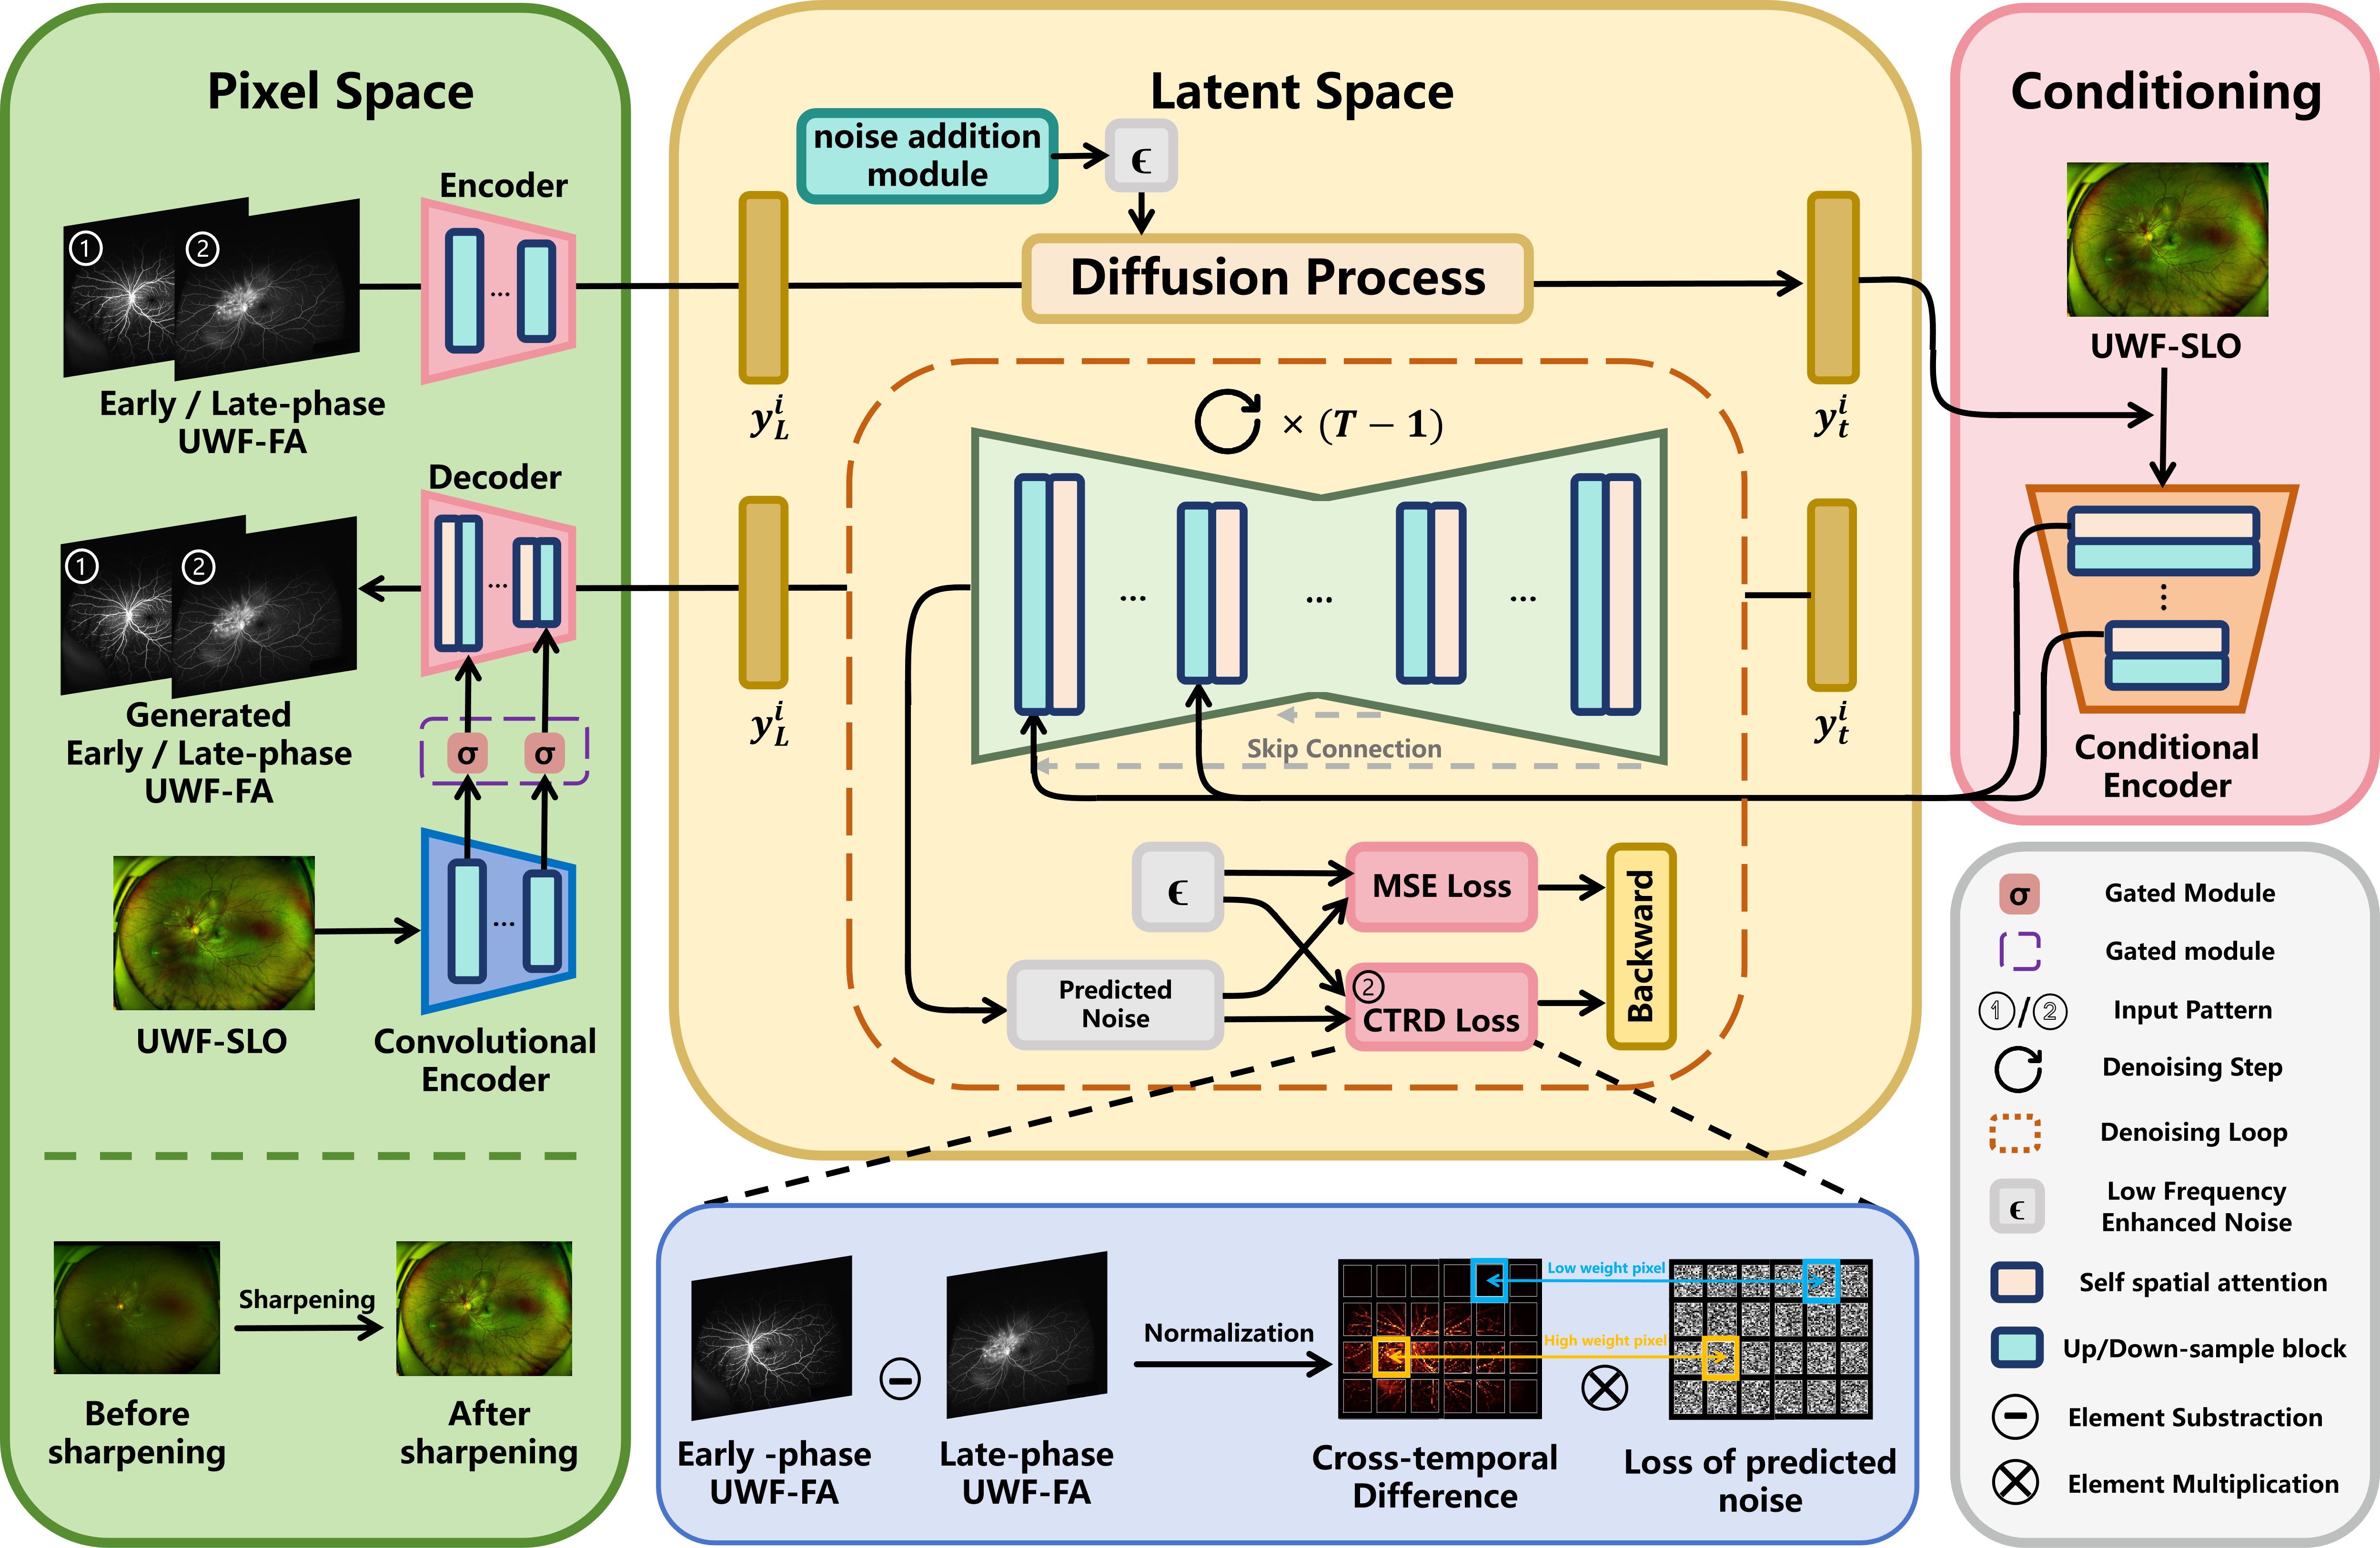 Pixel Space
Encoder
①
②
...
Early / Late-phase
UWF-FA
Decoder
①
②
...
Generated
Early / Late-phase
UWF-FA
σ
σ
...
UWF-SLO
Convolutional
Encoder
Sharpening
Before
sharpening
After
sharpening
Latent Space
noise addition
module
ϵ
Diffusion Process
y_L^i
y_t^i
× (T − 1)
...
...
...
y_L^i
y_t^i
Skip Connection
ϵ
MSE Loss
Predicted
Noise
②
CTRD Loss
Backward
Conditioning
UWF-SLO
...
Conditional
Encoder
Early -phase
UWF-FA
Late-phase
UWF-FA
Normalization
Low weight pixel
High weight pixel
Cross-temporal
Difference
Loss of predicted
noise
σ Gated Module
Gated module
①/② Input Pattern
Denoising Step
Denoising Loop
ϵ
Low Frequency
Enhanced Noise
Self spatial attention
Up/Down-sample block
Element Substraction
Element Multiplication